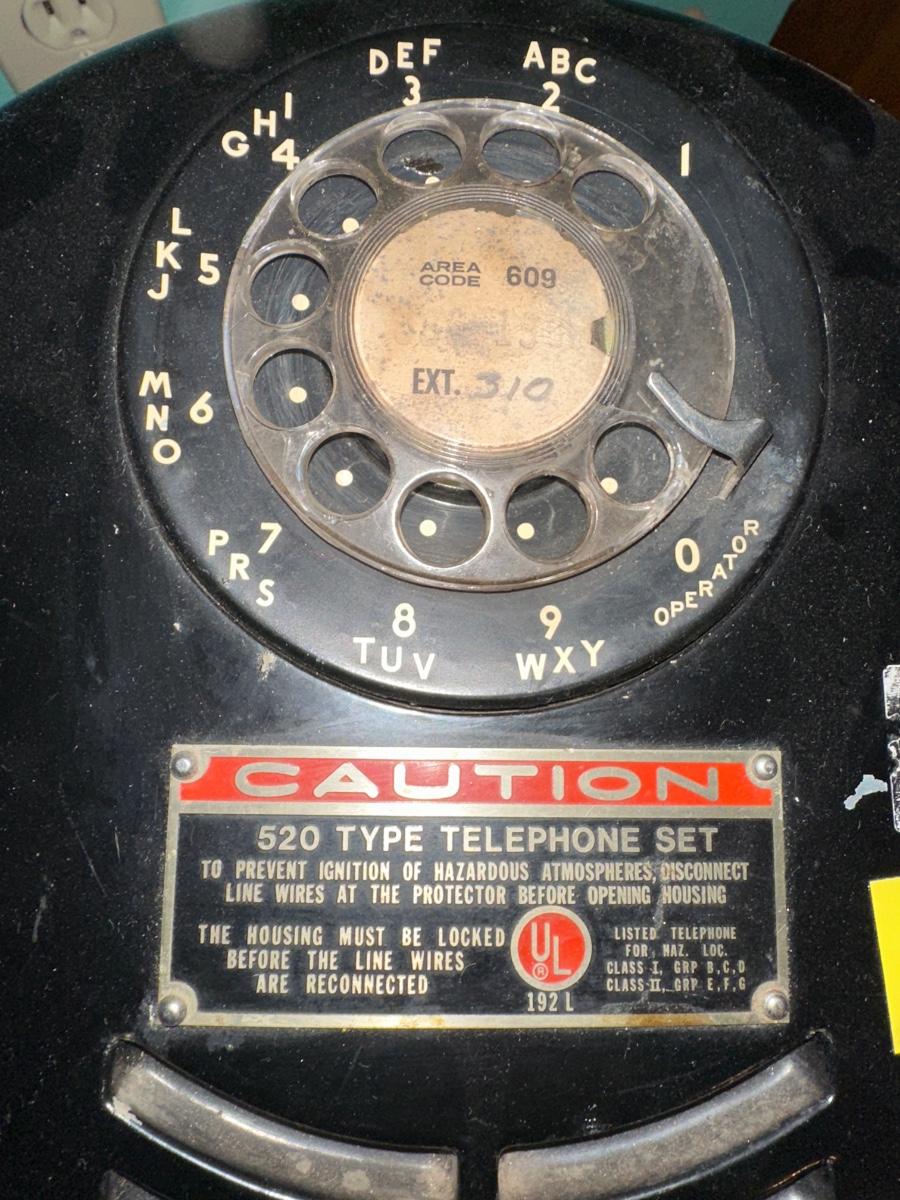 ABC
2
DEF
3
1
GHI
4
L
K 5
J
M
N 6
O
PRS
7
8
TUV
9
WXY
0
OPERATOR
AREA CODE 609
EXT. 310
CAUTION
520 TYPE TELEPHONE SET
TO PREVENT IGNITION OF HAZARDOUS ATMOSPHERES, DISCONNECT
LINE WIRES AT THE PROTECTOR BEFORE OPENING HOUSING
THE HOUSING MUST BE LOCKED
BEFORE THE LINE WIRES
ARE RECONNECTED
UL
®
192 L
LISTED TELEPHONE
FOR HAZ. LOC.
CLASS I, GRP B,C,D
CLASS II, GRP E,F,G